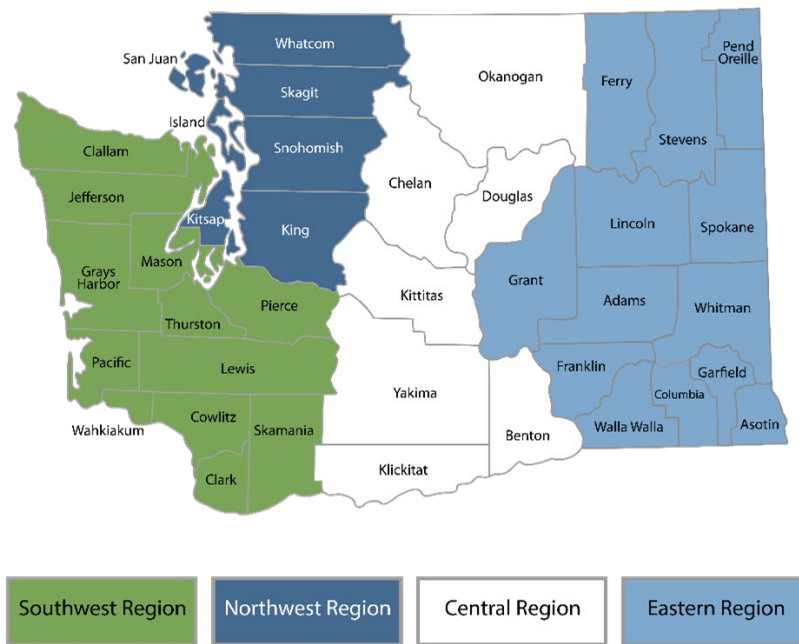 Whatcom
San Juan
Pend
Oreille
Okanogan
Ferry
Skagit
Island
Stevens
Clallam
Snohomish
Chelan
Douglas
Jefferson
Kitsap
King
Lincoln
Spokane
Mason
Grays
Harbor
Grant
Kittitas
Pierce
Adams
Whitman
Thurston
Pacific
Lewis
Franklin
Garfield
Yakima
Columbia
Cowlitz
Wahkiakum
Skamania
Benton
Walla Walla
Asotin
Klickitat
Clark
Southwest Region
Northwest Region
Central Region
Eastern Region